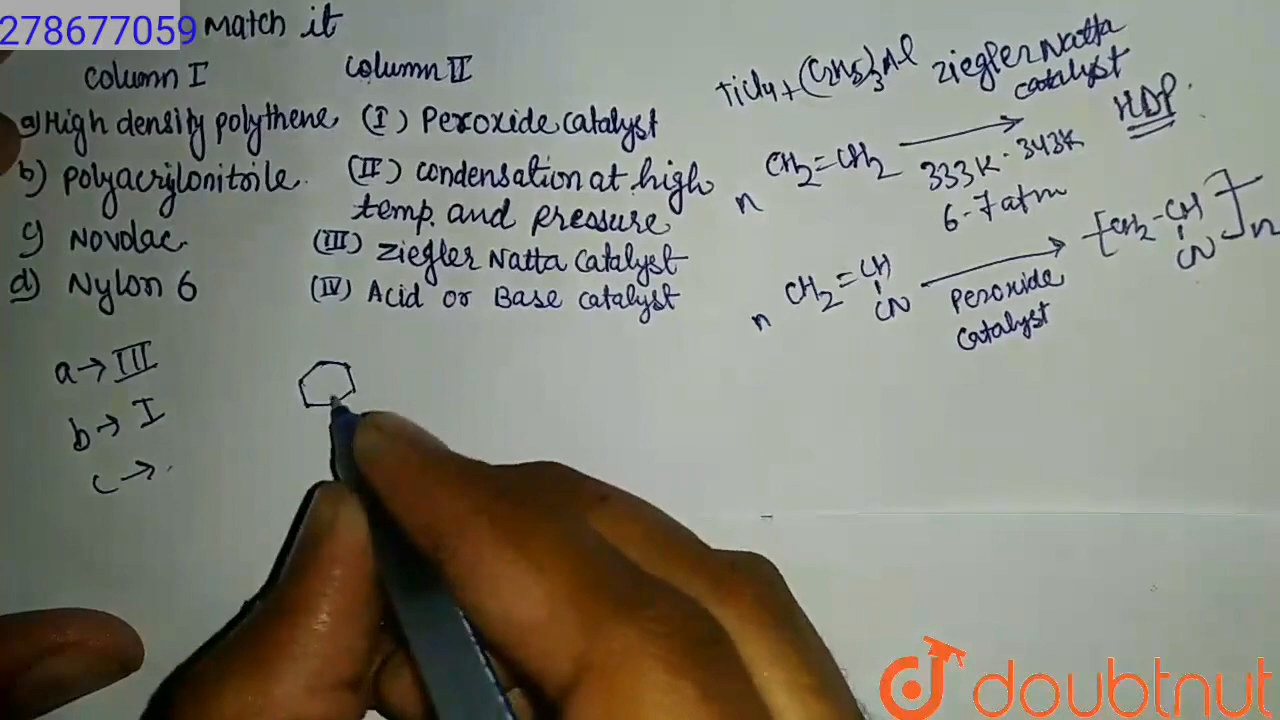 278677059 Match it
Column I
Column II
a) High density polythene
(I) Peroxide catalyst
b) polyacrylonitrile
(II) condensation at high
temp. and pressure
c) Novolac
(III) Ziegler Natta catalyst
d) Nylon 6
(IV) Acid or Base catalyst
TiCl4 + (C2H5)3Al Ziegler Natta
catalyst
n CH2=CH2 → HDP
333K - 343K
6-7 atm
n CH2=CH → [CH2-CH]n
CN CN
Peroxide
catalyst
a → III
b → I
c →
doubtnut